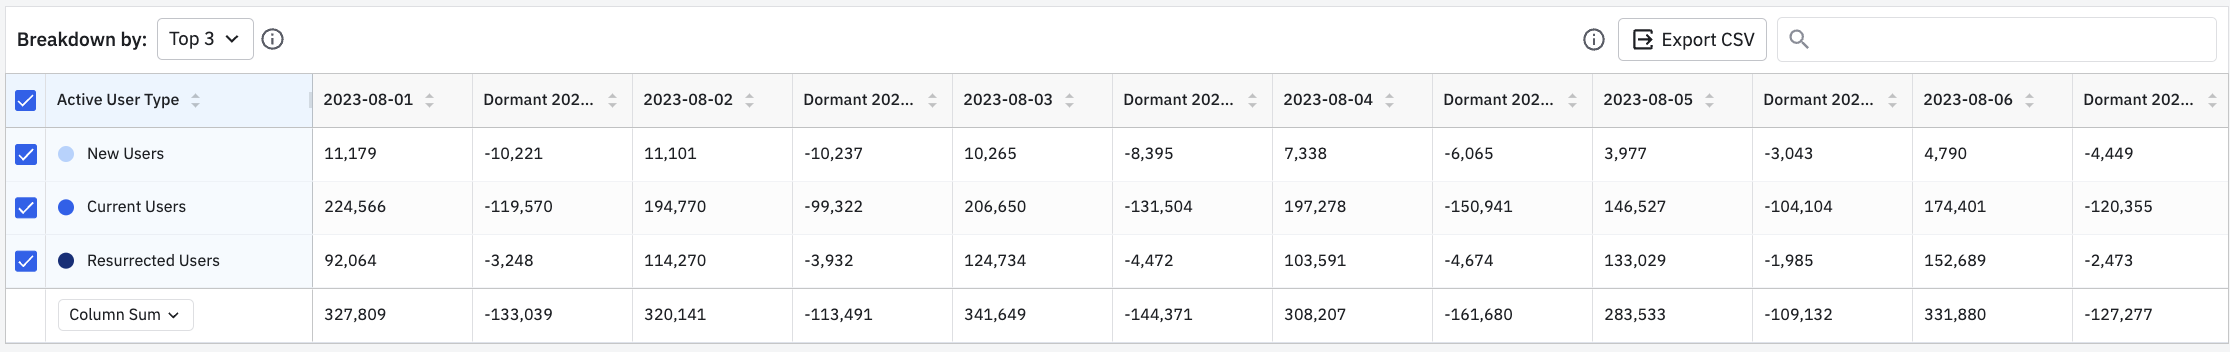 Breakdown by: Top 3 Export CSV
Active User Type 2023-08-01 Dormant 202... 2023-08-02 Dormant 202... 2023-08-03 Dormant 202... 2023-08-04 Dormant 202... 2023-08-05 Dormant 202... 2023-08-06 Dormant 202...
New Users 11,179 -10,221 11,101 -10,237 10,265 -8,395 7,338 -6,065 3,977 -3,043 4,790 -4,449
Current Users 224,566 -119,570 194,770 -99,322 206,650 -131,504 197,278 -150,941 146,527 -104,104 174,401 -120,355
Resurrected Users 92,064 -3,248 114,270 -3,932 124,734 -4,472 103,591 -4,674 133,029 -1,985 152,689 -2,473
Column Sum 327,809 -133,039 320,141 -113,491 341,649 -144,371 308,207 -161,680 283,533 -109,132 331,880 -127,277